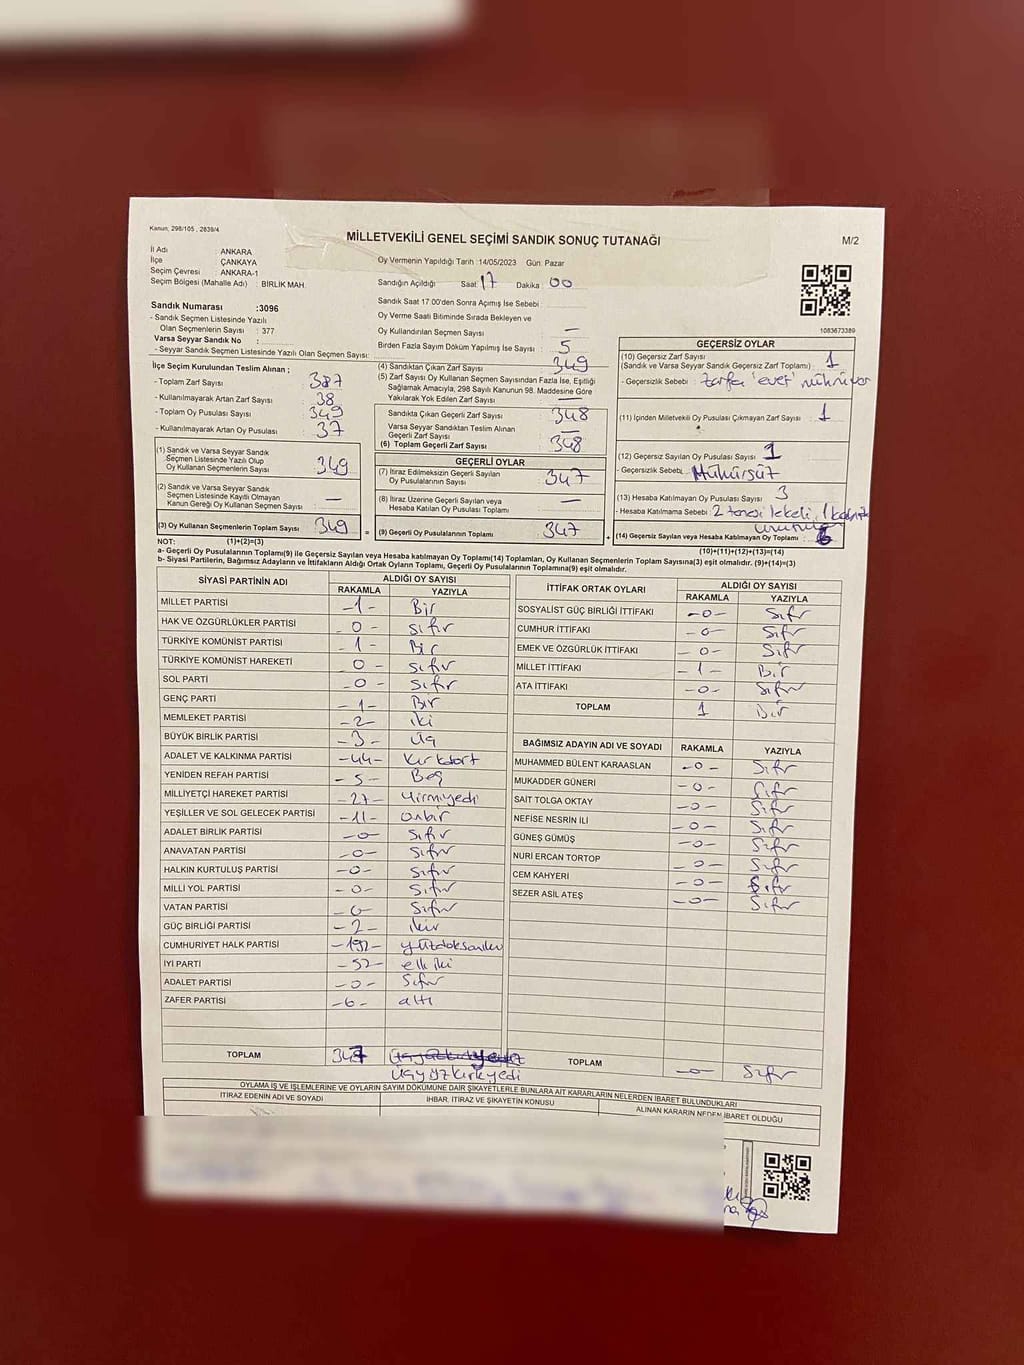 Kanun; 298/105 , 2839/4
MİLLETVEKİLİ GENEL SEÇİMİ SANDIK SONUÇ TUTANAĞI
M/2
İl Adı : ANKARA
İlçe : ÇANKAYA
Seçim Çevresi : ANKARA-1
Seçim Bölgesi (Mahalle Adı) : BİRLİK MAH.
Oy Vermenin Yapıldığı Tarih :14/05/2023 Gün: Pazar
Sandığın Açıldığı Saat 17 Dakika : 00
Sandık Saat 17.00'den Sonra Açılmış İse Sebebi :
Oy Verme Saati Bitiminde Sırada Bekleyen ve
Oy Kullandırılan Seçmen Sayısı : —
Birden Fazla Sayım Döküm Yapılmış İse Sayısı : 5
1083673389
Sandık Numarası :3096
- Sandık Seçmen Listesinde Yazılı
Olan Seçmenlerin Sayısı : 377
Varsa Seyyar Sandık No :
- Seyyar Sandık Seçmen Listesinde Yazılı Olan Seçmen Sayısı:
İlçe Seçim Kurulundan Teslim Alınan ;
- Toplam Zarf Sayısı : 387
- Kullanılmayarak Artan Zarf Sayısı : 38
- Toplam Oy Pusulası Sayısı : 349
- Kullanılmayarak Artan Oy Pusulası : 37
(1) Sandık ve Varsa Seyyar Sandık
Seçmen Listesinde Yazılı Olup
Oy Kullanan Seçmenlerin Sayısı : 349
(2) Sandık ve Varsa Seyyar Sandık
Seçmen Listesinde Kayıtlı Olmayan
Kanun Gereği Oy Kullanan Seçmen Sayısı : —
(3) Oy Kullanan Seçmenlerin Toplam Sayısı : 349
(4) Sandıktan Çıkan Zarf Sayısı : 349
(5) Zarf Sayısı Oy Kullanan Seçmen Sayısından Fazla İse, Eşitliği
Sağlamak Amacıyla, 298 Sayılı Kanunun 98. Maddesine Göre
Yakılarak Yok Edilen Zarf Sayısı : —
Sandıkta Çıkan Geçerli Zarf Sayısı : 348
Varsa Seyyar Sandıktan Teslim Alınan
Geçerli Zarf Sayısı : —
(6) Toplam Geçerli Zarf Sayısı : 348
GEÇERLİ OYLAR
(7) İtiraz Edilmeksizin Geçerli Sayılan
Oy Pusulasının Sayısı : 347
(8) İtiraz Üzerine Geçerli Sayılan veya
Hesaba Katılan Oy Pusulası Toplamı : —
= (9) Geçerli Oy Pusulalarının Toplamı : 347 +
GEÇERSİZ OYLAR
(10) Geçersiz Zarf Sayısı
(Sandık ve Varsa Seyyar Sandık Geçersiz Zarf Toplamı) : 1
- Geçersizlik Sebebi : zarfa 'evet' mührü
(11) İçinden Milletvekili Oy Pusulası Çıkmayan Zarf Sayısı : 1
(12) Geçersiz Sayılan Oy Pusulası Sayısı : 1
- Geçersizlik Sebebi : Mühürsüz
(13) Hesaba Katılmayan Oy Pusulası Sayısı : 3
- Hesaba Katılmama Sebebi : 2 tanesi lekeli, 1
(14) Geçersiz Sayılan veya Hesaba Katılmayan Oy Toplamı : 6
NOT: (1)+(2)=(3) (10)+(11)+(12)+(13)=(14)
a- Geçerli Oy Pusulalarının Toplamı(9) ile Geçersiz Sayılan veya Hesaba katılmayan Oy Toplamı(14) Toplamları, Oy Kullanan Seçmenlerin Toplam Sayısına(3) eşit olmalıdır.
b- Siyasi Partilerin, Bağımsız Adayların ve İttifakların Aldığı Ortak Oyların Toplamı, Geçerli Oy Pusulalarının Toplamına(9) eşit olmalıdır. (9)+(14)=(3)
SİYASİ PARTİNİN ADI ALDIĞI OY SAYISI
RAKAMLA YAZIYLA
MİLLET PARTİSİ -1- Bir
HAK VE ÖZGÜRLÜKLER PARTİSİ 0- sıfır
TÜRKİYE KOMÜNİST PARTİSİ -1- Bir
TÜRKİYE KOMÜNİST HAREKETİ 0- sıfır
SOL PARTİ -0- sıfır
GENÇ PARTİ -1- Bir
MEMLEKET PARTİSİ -2- iki
BÜYÜK BİRLİK PARTİSİ -3- Üç
ADALET VE KALKINMA PARTİSİ -44- Kırkdört
YENİDEN REFAH PARTİSİ -5- Beş
MİLLİYETÇİ HAREKET PARTİSİ -27- Yirmiyedi
YEŞİLLER VE SOL GELECEK PARTİSİ -11- onbir
ADALET BİRLİK PARTİSİ -0- sıfır
ANAVATAN PARTİSİ -0- sıfır
HALKIN KURTULUŞ PARTİSİ -0- sıfır
MİLLİ YOL PARTİSİ -0- Sıfır
VATAN PARTİSİ -0- Sıfır
GÜÇ BİRLİĞİ PARTİSİ -2-
CUMHURİYET HALK PARTİSİ -192- yüzdoksaniki
İYİ PARTİ -52- elli iki
ADALET PARTİSİ -0- Sıfır
ZAFER PARTİSİ -6- altı
TOPLAM 347
üçyüzkırkyedi
İTTİFAK ORTAK OYLARI ALDIĞI OY SAYISI
RAKAMLA YAZIYLA
SOSYALİST GÜÇ BİRLİĞİ İTTİFAKI -0- Sıfır
CUMHUR İTTİFAKI -0- Sıfır
EMEK VE ÖZGÜRLÜK İTTİFAKI -0- Sıfır
MİLLET İTTİFAKI -1- Bir
ATA İTTİFAKI -0- Sıfır
TOPLAM 1 Bir
BAĞIMSIZ ADAYIN ADI VE SOYADI RAKAMLA YAZIYLA
MUHAMMED BÜLENT KARAASLAN -0- Sıfır
MUKADDER GÜNERİ -0- Sıfır
SAİT TOLGA OKTAY -0- Sıfır
NEFİSE NESRİN İLİ -0- Sıfır
GÜNEŞ GÜMÜŞ -0- Sıfır
NURİ ERCAN TORTOP -0- Sıfır
CEM KAHYERİ -0- Sıfır
SEZER ASİL ATEŞ -0- Sıfır
TOPLAM -0- Sıfır
OYLAMA İŞ VE İŞLEMLERİNE VE OYLARIN SAYIM DÖKÜMÜNE DAİR ŞİKAYETLERLE BUNLARA AİT KARARLARIN NELERDEN İBARET BULUNDUKLARI
İTİRAZ EDENİN ADI VE SOYADI İHBAR, İTİRAZ VE ŞİKAYETİN KONUSU ALINAN KARARIN NEDEN İBARET OLDUĞU